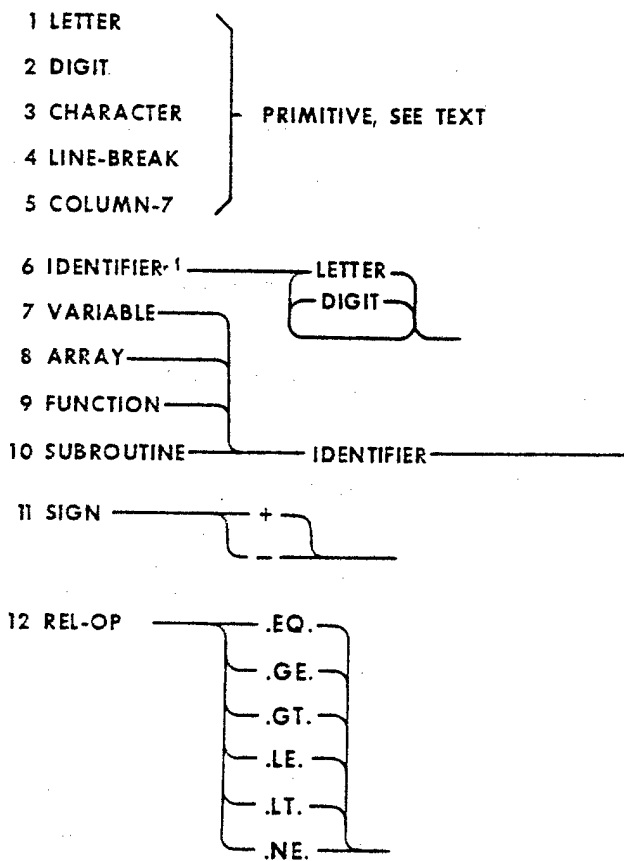 1 LETTER
2 DIGIT
3 CHARACTER
4 LINE-BREAK
5 COLUMN-7
PRIMITIVE, SEE TEXT
6 IDENTIFIER
LETTER
DIGIT
7 VARIABLE
8 ARRAY
9 FUNCTION
10 SUBROUTINE
IDENTIFIER
11 SIGN
+
-
12 REL-OP
.EQ.
.GE.
.GT.
.LE.
.LT.
.NE.